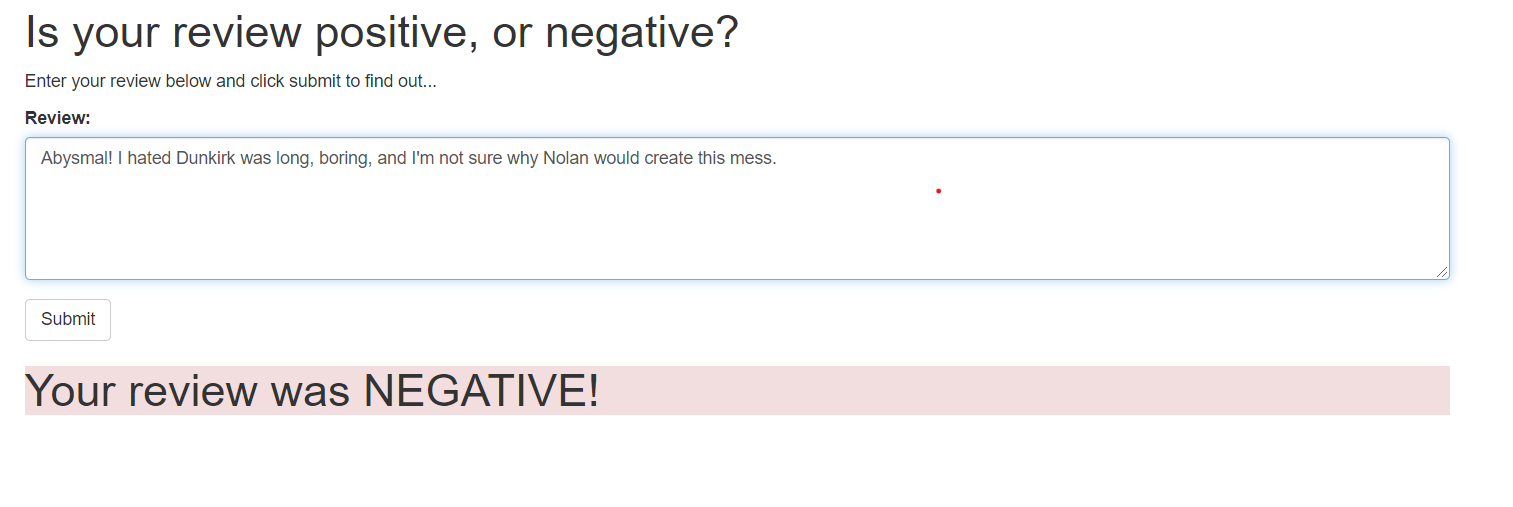 Is your review positive, or negative?
Enter your review below and click submit to find out...
Review:
Abysmal! I hated Dunkirk was long, boring, and I'm not sure why Nolan would create this mess.
Submit
Your review was NEGATIVE!